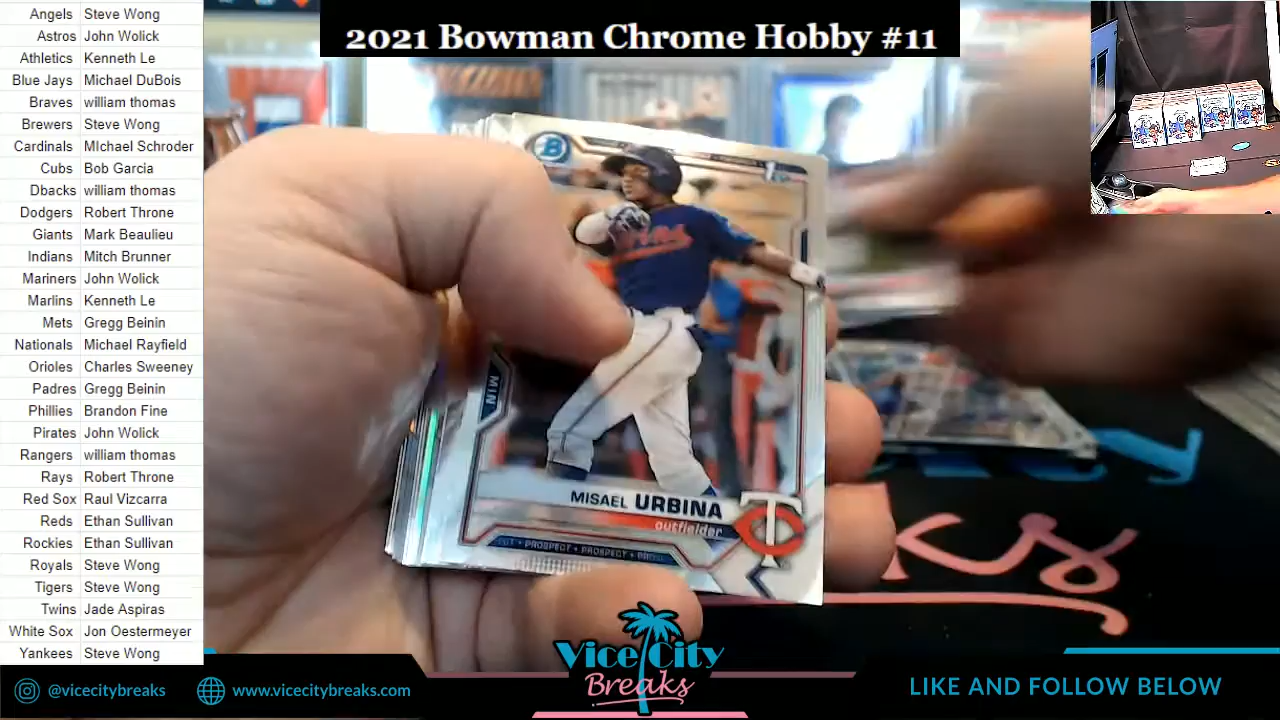 2021 Bowman Chrome Hobby #11
Angels Steve Wong
Astros John Wolick
Athletics Kenneth Le
Blue Jays Michael DuBois
Braves william thomas
Brewers Steve Wong
Cardinals MIchael Schroder
Cubs Bob Garcia
Dbacks william thomas
Dodgers Robert Throne
Giants Mark Beaulieu
Indians Mitch Brunner
Mariners John Wolick
Marlins Kenneth Le
Mets Gregg Beinin
Nationals Michael Rayfield
Orioles Charles Sweeney
Padres Gregg Beinin
Phillies Brandon Fine
Pirates John Wolick
Rangers william thomas
Rays Robert Throne
Red Sox Raul Vizcarra
Reds Ethan Sullivan
Rockies Ethan Sullivan
Royals Steve Wong
Tigers Steve Wong
Twins Jade Aspiras
White Sox Jon Oestermeyer
Yankees Steve Wong
B
1st
Twins
MIN
MISAEL URBINA
outfielder
PROSPECT • PROSPECT
TC
Vice City
Breaks
@vicecitybreaks
www.vicecitybreaks.com
LIKE AND FOLLOW BELOW